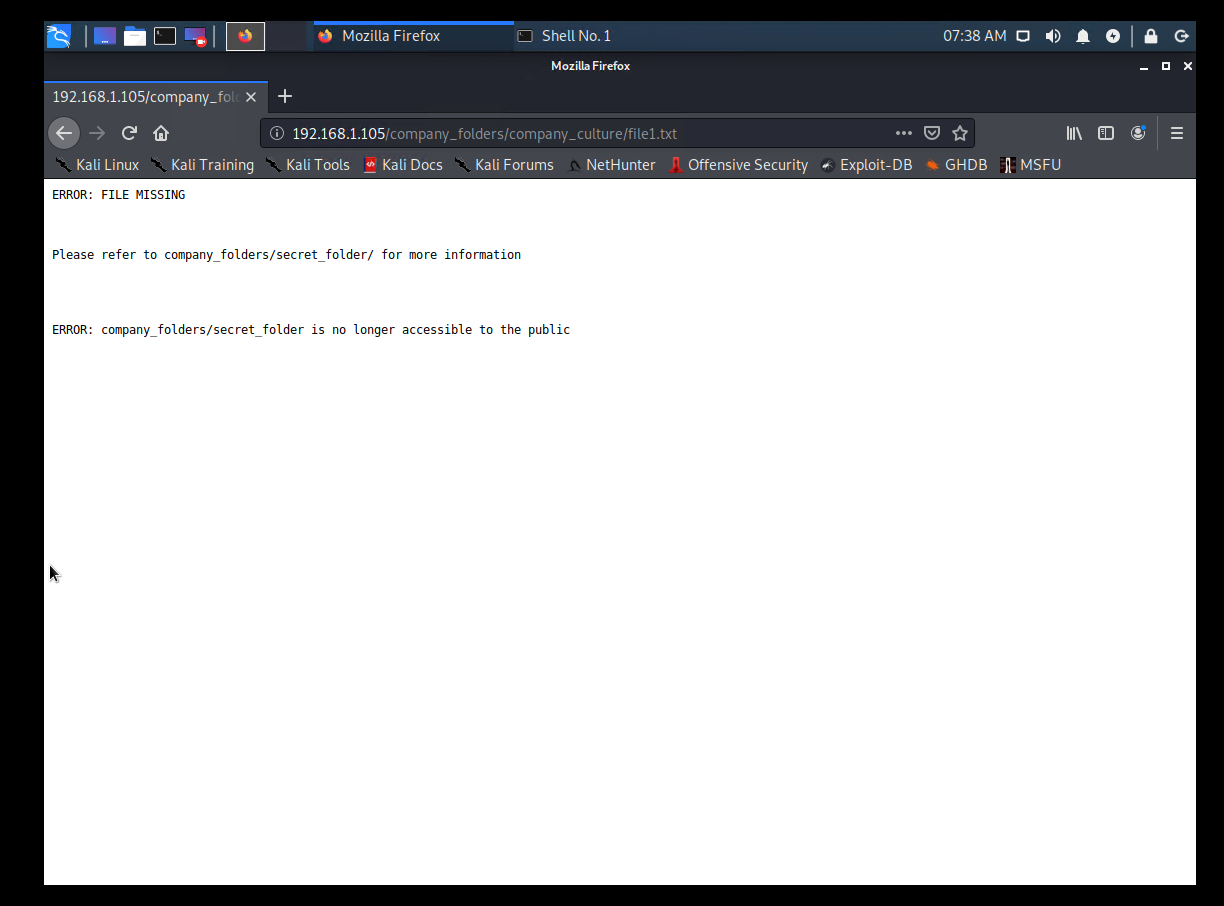 Mozilla Firefox
Shell No. 1
07:38 AM
Mozilla Firefox
192.168.1.105/company_fol
192.168.1.105/company_folders/company_culture/file1.txt
Kali Linux
Kali Training
Kali Tools
Kali Docs
Kali Forums
NetHunter
Offensive Security
Exploit-DB
GHDB
MSFU
ERROR: FILE MISSING
Please refer to company_folders/secret_folder/ for more information
ERROR: company_folders/secret_folder is no longer accessible to the public